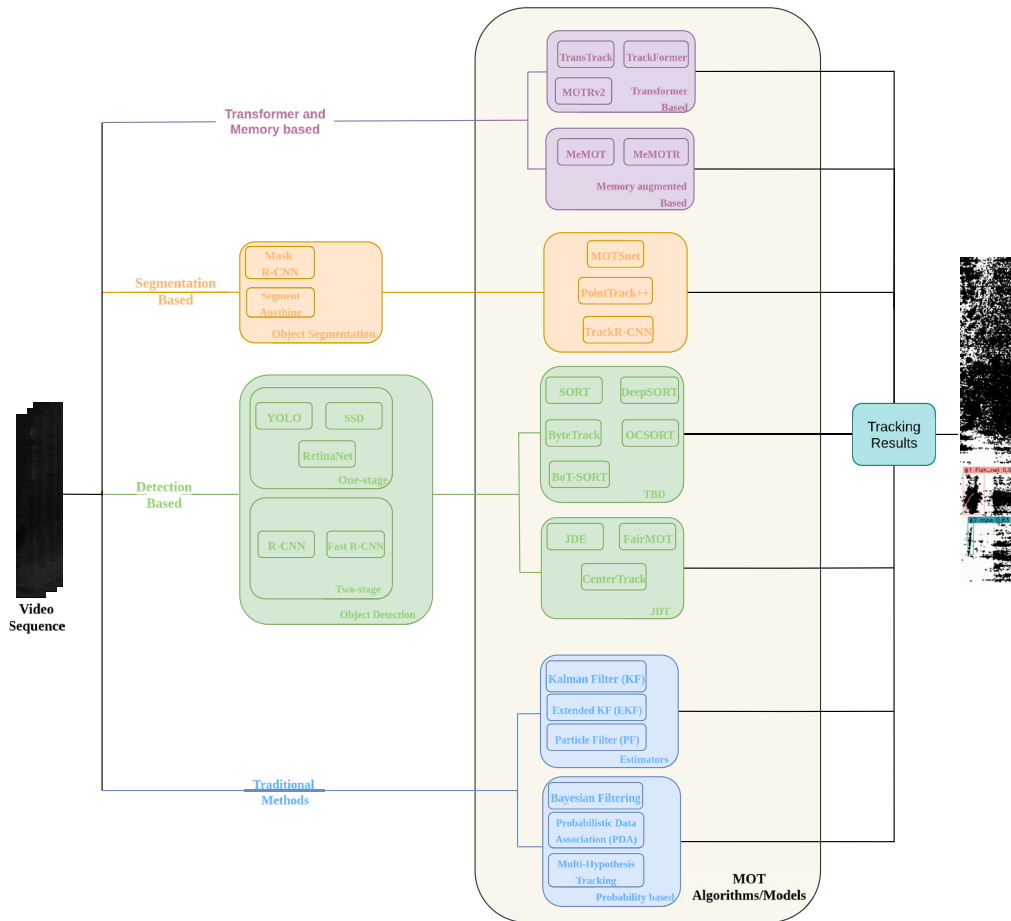 TransTrack
TrackFormer
MOTRv2
Transformer
Based
Transformer and
Memory based
MeMOT
MeMOTR
Memory augmented
Based
Mask
R-CNN
Segment
Anything
Object Segmentation
Segmentation
Based
MOTSnet
PointTrack++
TrackR-CNN
YOLO
SSD
RetinaNet
One-stage
R-CNN
Fast R-CNN
Two-stage
Object Detection
Detection
Based
SORT
DeepSORT
ByteTrack
OCSORT
BoT-SORT
TBD
JDE
FairMOT
CenterTrack
JDT
Tracking
Results
Video
Sequence
Kalman Filter (KF)
Extended KF (EKF)
Particle Filter (PF)
Estimators
Traditional
Methods
Bayesian Filtering
Probabilistic Data
Association (PDA)
Multi-Hypothesis
Tracking
Probability based
MOT
Algorithms/Models